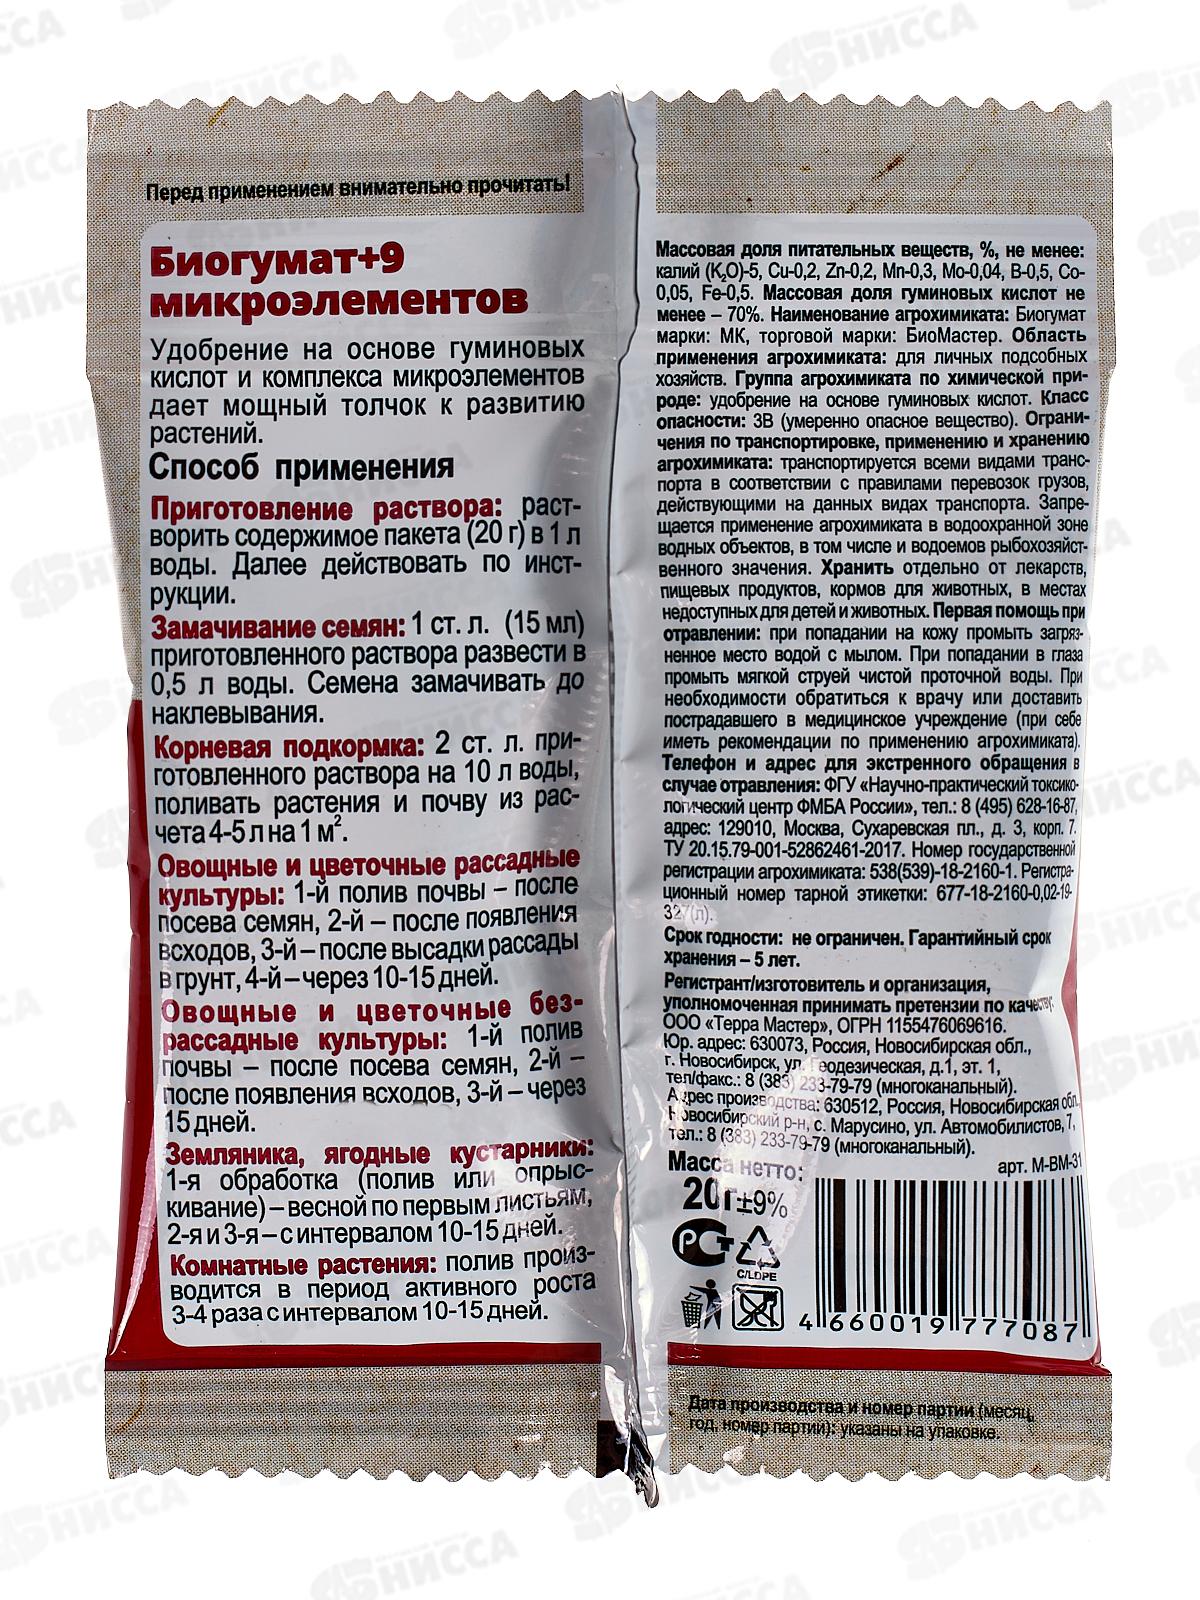 Перед применением внимательно прочитать!
Биогумат+9
микроэлементов
Удобрение на основе гуминовых
кислот и комплекса микроэлементов
дает мощный толчок к развитию
растений.
Способ применения
Приготовление раствора: раст-
ворить содержимое пакета (20 г) в 1 л
воды. Далее действовать по инст-
рукции.
Замачивание семян: 1 ст. л. (15 мл)
приготовленного раствора развести в
0,5 л воды. Семена замачивать до
наклевывания.
Корневая подкормка: 2 ст. л. при-
готовленного раствора на 10 л воды,
поливать растения и почву из рас-
чета 4-5 л на 1 м².
Овощные и цветочные рассадные
культуры: 1-й полив почвы – после
посева семян, 2-й – после появления
всходов, 3-й – после высадки рассады
в грунт, 4-й – через 10-15 дней.
Овощные и цветочные без-
рассадные культуры: 1-й полив
почвы – после посева семян, 2-й –
после появления всходов, 3-й – через
15 дней.
Земляника, ягодные кустарники:
1-я обработка (полив или опрыс-
кивание) – весной по первым листьям,
2-я и 3-я – с интервалом 10-15 дней.
Комнатные растения: полив произ-
водится в период активного роста
3-4 раза с интервалом 10-15 дней.
Массовая доля питательных веществ, %, не менее:
калий (K₂O)-5, Cu-0,2, Zn-0,2, Mn-0,3, Mo-0,04, B-0,5, Co-
0,05, Fe-0,5. Массовая доля гуминовых кислот не
менее – 70%. Наименование агрохимиката: Биогумат
марки: МК, торговой марки: БиоМастер. Область
применения агрохимиката: для личных подсобных
хозяйств. Группа агрохимиката по химической при-
роде: удобрение на основе гуминовых кислот. Класс
опасности: 3В (умеренно опасное вещество). Ограни-
чения по транспортировке, применению и хранению
агрохимиката: транспортируется всеми видами транс-
порта в соответствии с правилами перевозок грузов,
действующими на данных видах транспорта. Запре-
щается применение агрохимиката в водоохранной зоне
водных объектов, в том числе и водоемов рыбохозяйст-
венного значения. Хранить отдельно от лекарств,
пищевых продуктов, кормов для животных, в местах
недоступных для детей и животных. Первая помощь при
отравлении: при попадании на кожу промыть загряз-
ненное место водой с мылом. При попадании в глаза
промыть мягкой струей чистой проточной воды. При
необходимости обратиться к врачу или доставить
пострадавшего в медицинское учреждение (при себе
иметь рекомендации по применению агрохимиката).
Телефон и адрес для экстренного обращения в
случае отравления: ФГУ «Научно-практический токсико-
логический центр ФМБА России», тел.: 8 (495) 628-16-87,
адрес: 129010, Москва, Сухаревская пл., д. 3, корп. 7.
ТУ 20.15.79-001-52862461-2017. Номер государственной
регистрации агрохимиката: 538(539)-18-2160-1. Регистра-
ционный номер тарной этикетки: 677-18-2160-0,02-19-
327(л).
Срок годности: не ограничен. Гарантийный срок
хранения – 5 лет.
Регистрант/изготовитель и организация,
уполномоченная принимать претензии по качеству:
ООО «Терра Мастер», ОГРН 1155476069616.
Юр. адрес: 630073, Россия, Новосибирская обл.,
г. Новосибирск, ул. Геодезическая, д.1, эт. 1,
тел/факс.: 8 (383) 233-79-79 (многоканальный).
Адрес производства: 630512, Россия, Новосибирская обл.,
Новосибирский р-н, с. Марусино, ул. Автомобилистов, 7,
тел.: 8 (383) 233-79-79 (многоканальный).
Масса нетто:
20г±9%
арт. М-ВМ-31
РСТ
C/LDPE
4 660019 777087
Дата производства и номер партии (месяц,
год, номер партии): указаны на упаковке.